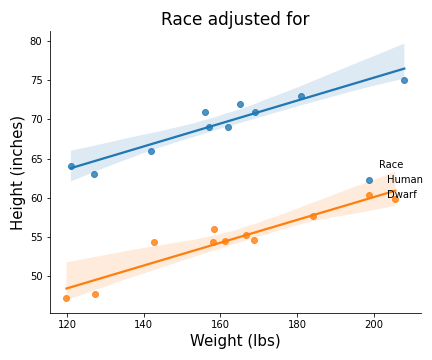 Race adjusted for
80
75
70
65
60
55
50
Height (inches)
Race
Human
Dwarf
120
140
160
180
200
Weight (lbs)